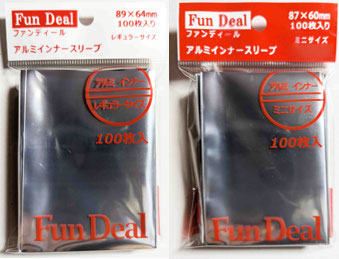 Fun Deal
ファンディール
89×64mm
100枚入り
レギュラーサイズ
アルミインナースリーブ
アルミ インナー
レギュラーサイズ
100枚入
Fun Deal
Fun Deal
ファンディール
87×60mm
100枚入り
ミニサイズ
アルミインナースリーブ
アルミ インナー
ミニサイズ
100枚入
Fun Deal